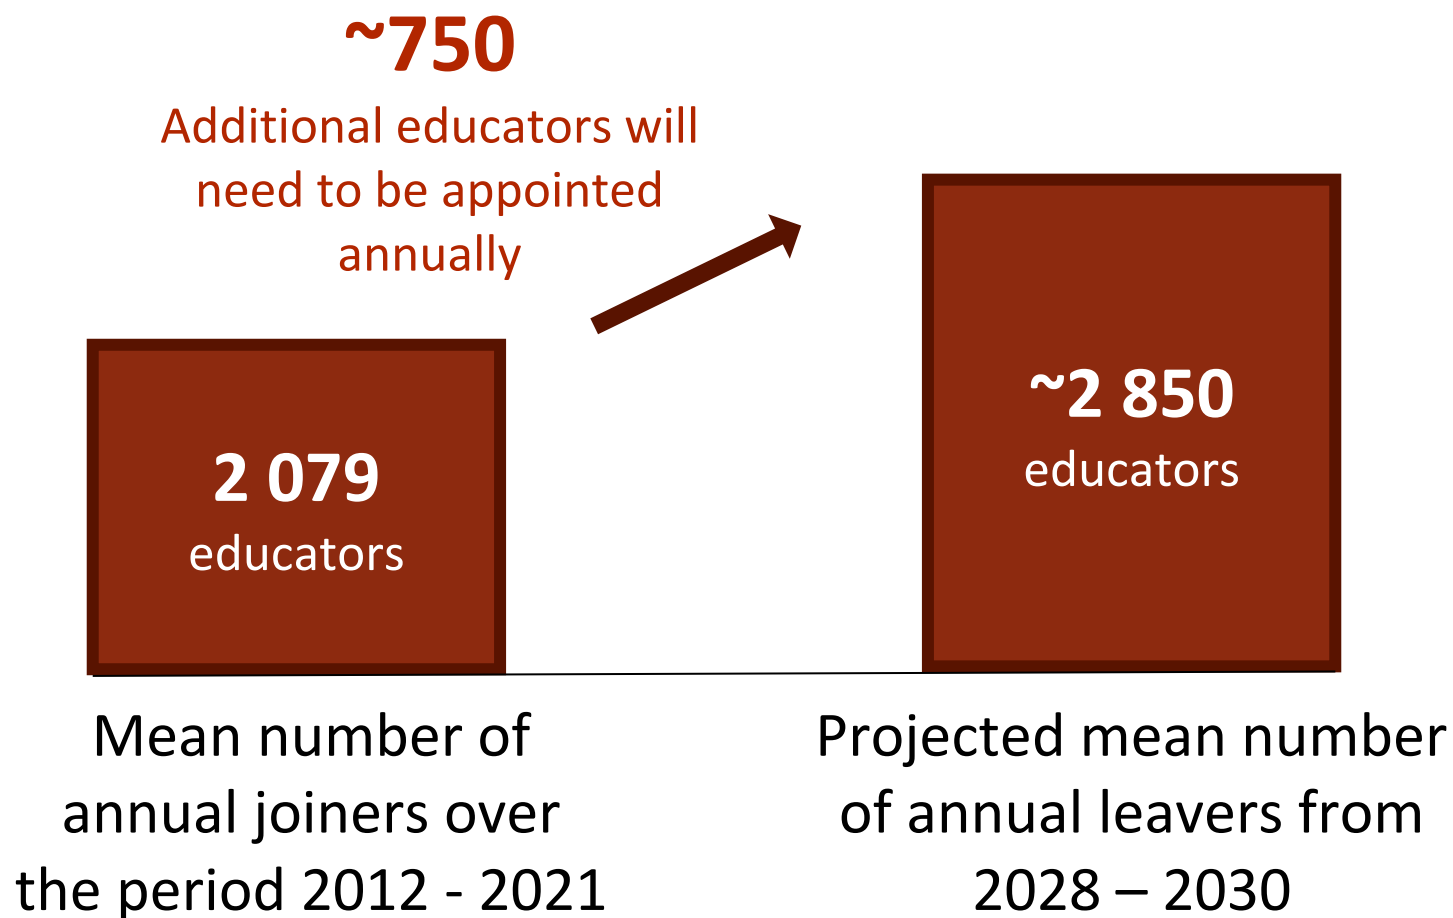 ~750
Additional educators will
need to be appointed
annually
2 079
educators
~2 850
educators
Mean number of
annual joiners over
the period 2012 - 2021
Projected mean number
of annual leavers from
2028 – 2030